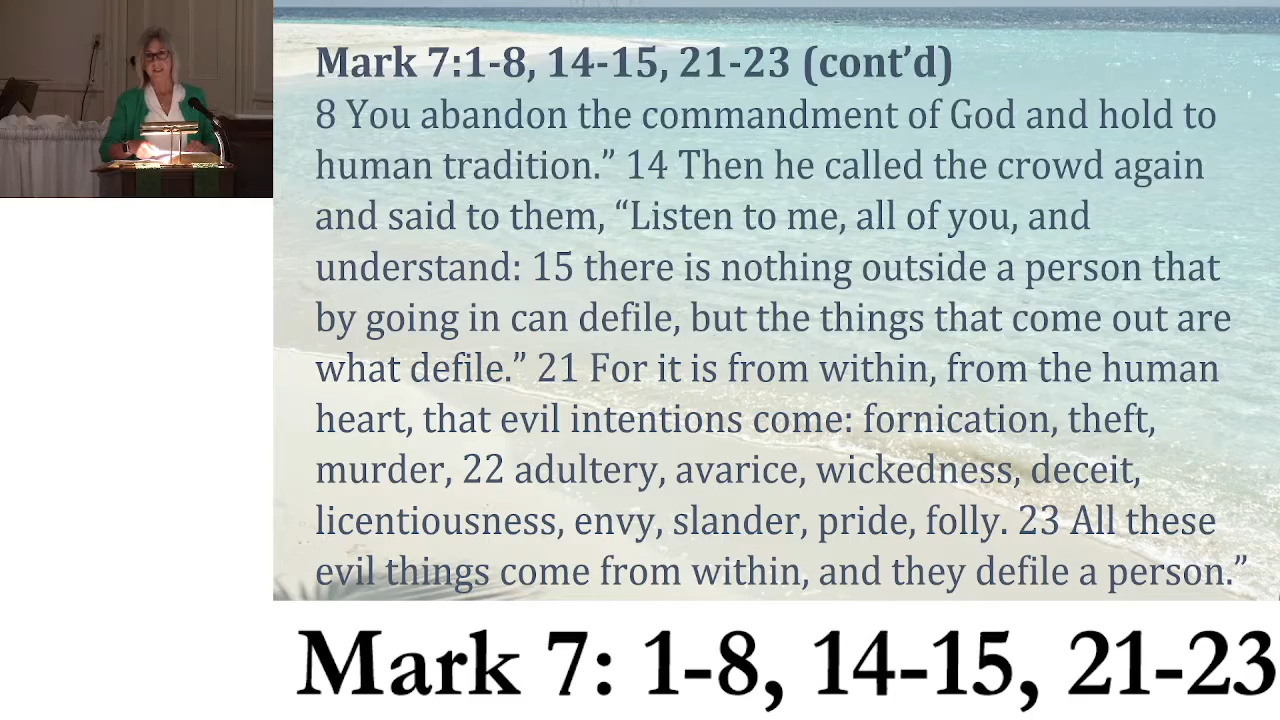 Mark 7:1-8, 14-15, 21-23 (cont’d)
8 You abandon the commandment of God and hold to
human tradition.” 14 Then he called the crowd again
and said to them, “Listen to me, all of you, and
understand: 15 there is nothing outside a person that
by going in can defile, but the things that come out are
what defile.” 21 For it is from within, from the human
heart, that evil intentions come: fornication, theft,
murder, 22 adultery, avarice, wickedness, deceit,
licentiousness, envy, slander, pride, folly. 23 All these
evil things come from within, and they defile a person.”
Mark 7: 1-8, 14-15, 21-23